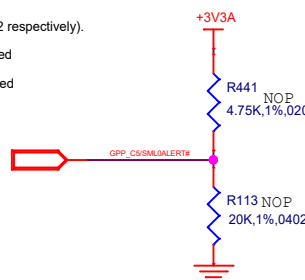 2 respectively).
+3V3A
ed
ed
R441 NOP
4.75K,1%,020
GPP_C5/SML0ALERT#
R113 NOP
20K,1%,0402